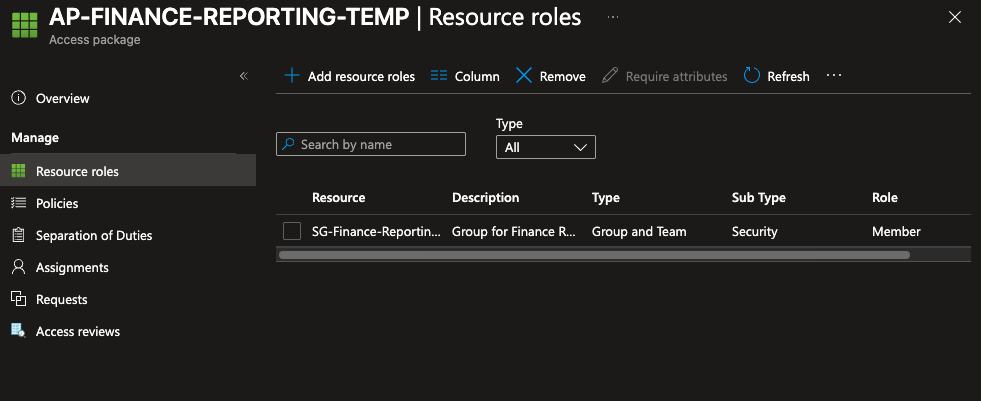 AP-FINANCE-REPORTING-TEMP | Resource roles ...
Access package
Overview
Manage
Resource roles
Policies
Separation of Duties
Assignments
Requests
Access reviews
Add resource roles Column Remove Require attributes Refresh ...
Search by name
Type
All
Resource Description Type Sub Type Role
SG-Finance-Reportin... Group for Finance R... Group and Team Security Member